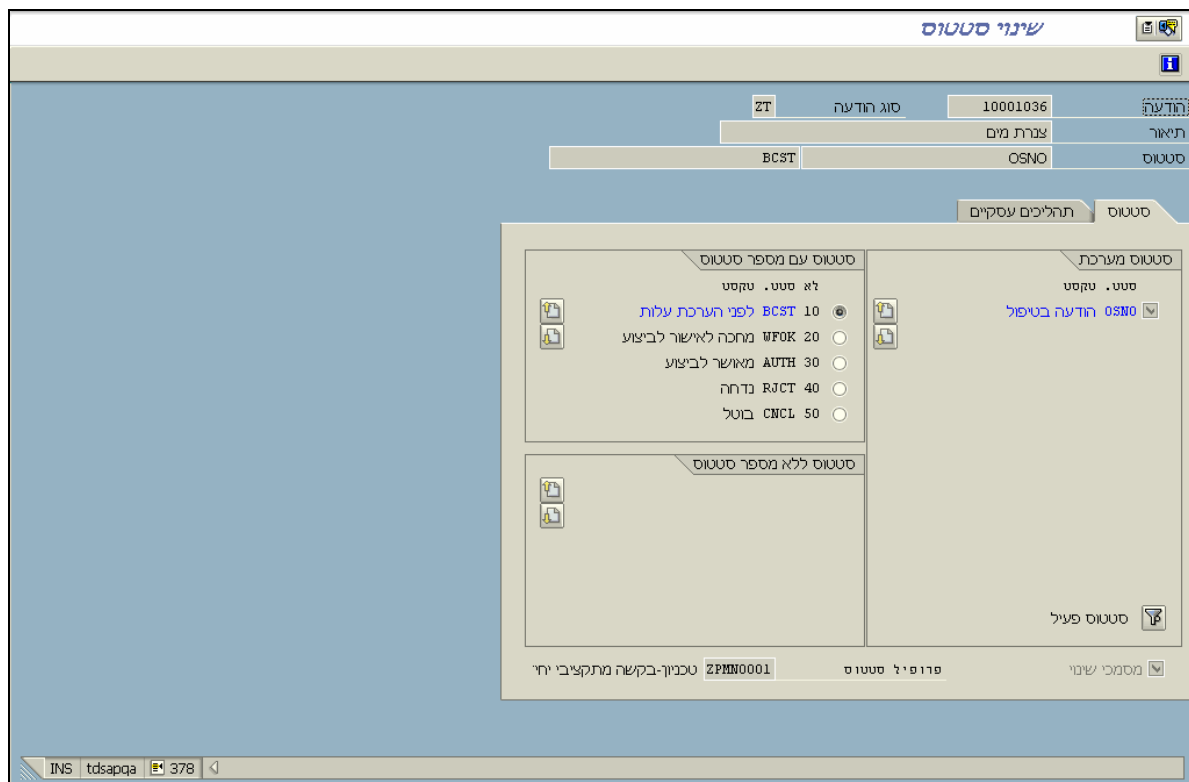 שינוי סטטוס
הודעה 10001036 סוג הודעה ZT
תיאור צנרת מים
סטטוס OSNO BCST
סטטוס תהליכים עסקיים
סטטוס מערכת
סטט. טקסט
OSNO הודעה בטיפול
סטטוס פעיל
סטטוס עם מספר סטטוס
לא סטט. טקסט
10 BCST לפני הערכת עלות
20 WFOK מחכה לאישור לביצוע
30 AUTH מאושר לביצוע
40 RJCT נדחה
50 CNCL בוטל
סטטוס ללא מספר סטטוס
מסמכי שינוי פרופיל סטטוס ZPMN0001 טכניון-בקשה מתקציבי יחי
INS tdsapqa 378